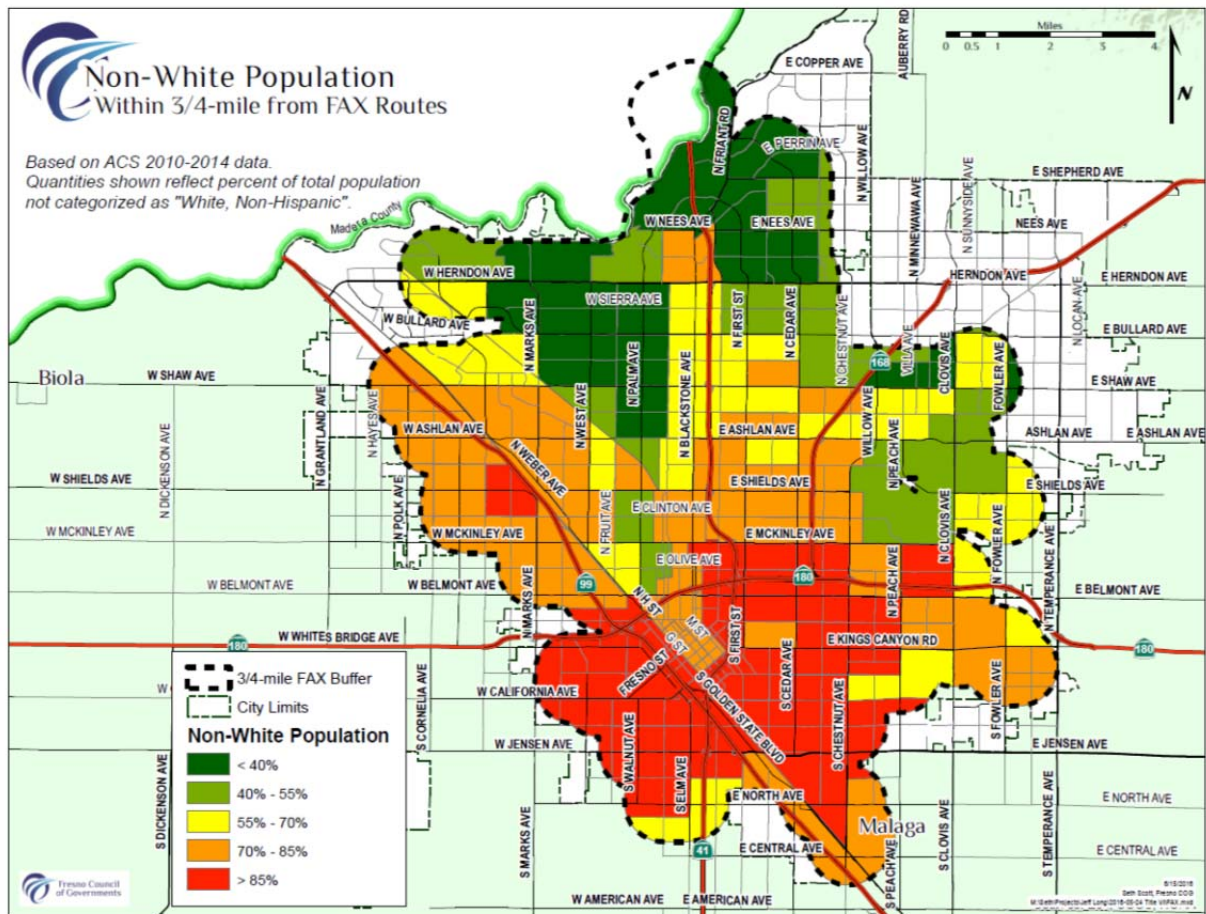 Non-White Population
Within 3/4-mile from FAX Routes
Based on ACS 2010-2014 data.
Quantities shown reflect percent of total population
not categorized as "White, Non-Hispanic".
Miles
0 0.5 1 2 3 4
N
AUBERRY RD
E COPPER AVE
N FRIANT RD
E PERRIN AVE
N WILLOW AVE
E SHEPHERD AVE
N SUNNYSIDE AVE
N MINNEWAWA AVE
Madera County
W NEES AVE
E NEES AVE
NEES AVE
W HERNDON AVE
HERNDON AVE
E HERNDON AVE
N LOCAN AVE
W SIERRA AVE
W BULLARD AVE
E BULLARD AVE
N MARKS AVE
N FIRST ST
N CEDAR AVE
N CHESTNUT AVE
168
VILLA AVE
CLOVIS AVE
FOWLER AVE
Biola
W SHAW AVE
E SHAW AVE
N PALM AVE
N GRANTLAND AVE
N HAYES AVE
N WEST AVE
N BLACKSTONE AVE
WILLOW AVE
N PEACH AVE
W ASHLAN AVE
E ASHLAN AVE
ASHLAN AVE
E ASHLAN AVE
N DICKENSON AVE
N WEBER AVE
W SHIELDS AVE
E SHIELDS AVE
E SHIELDS AVE
N POLK AVE
N FRUIT AVE
E CLINTON AVE
N CLOVIS AVE
W MCKINLEY AVE
W MCKINLEY AVE
E MCKINLEY AVE
N FOWLER AVE
N TEMPERANCE AVE
E OLIVE AVE
W BELMONT AVE
W BELMONT AVE
99
180
N PEACH AVE
E BELMONT AVE
N MARKS AVE
N H ST
M ST
G ST
S FIRST ST
W WHITES BRIDGE AVE
180
E KINGS CANYON RD
180
FRESNO ST
S GOLDEN STATE BLVD
S CEDAR AVE
S CHESTNUT AVE
S FOWLER AVE
W CALIFORNIA AVE
S CORNELIA AVE
W JENSEN AVE
E JENSEN AVE
S WALNUT AVE
S ELM AVE
S DICKENSON AVE
S MARKS AVE
E NORTH AVE
E NORTH AVE
Malaga
S CLOVIS AVE
S TEMPERANCE AVE
41
E CENTRAL AVE
E CENTRAL AVE
S PEACH AVE
W AMERICAN AVE
E AMERICAN AVE
3/4-mile FAX Buffer
City Limits
Non-White Population
< 40%
40% - 55%
55% - 70%
70% - 85%
> 85%
Fresno Council
of Governments
Seth Scott, Fresno COG